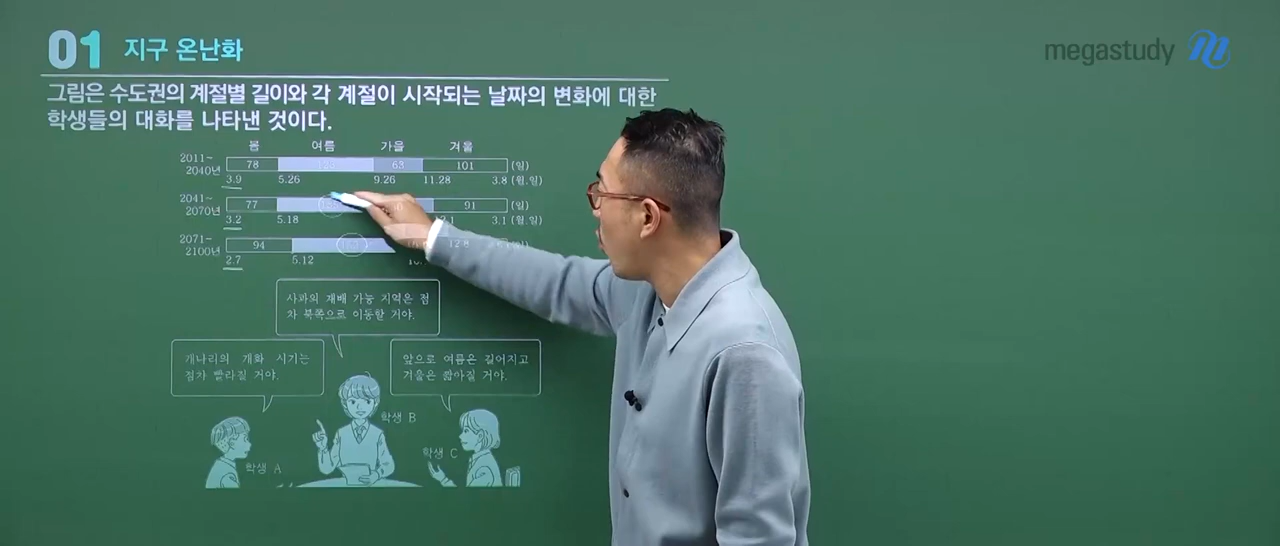 01 지구 온난화
megastudy
그림은 수도권의 계절별 길이와 각 계절이 시작되는 날짜의 변화에 대한
학생들의 대화를 나타낸 것이다.
봄 여름 가을 겨울
2011~
2040년
78 63 101 (일)
3.9 5.26 9.26 11.28 3.8 (월.일)
2041~
2070년
77 91 (일)
3.2 5.18 3.1 (월.일)
2071~
2100년
94
2.7 5.12
사과의 재배 가능 지역은 점
차 북쪽으로 이동할 거야.
개나리의 개화 시기는
점차 빨라질 거야.
앞으로 여름은 길어지고
겨울은 짧아질 거야.
학생 B
학생 C
학생 A